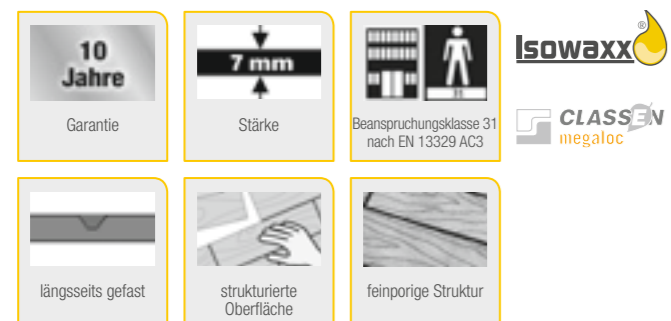 10
Jahre
Garantie
7 mm
Stärke
31
Beanspruchungsklasse 31
nach EN 13329 AC3
Isowaxx®
CLASSEN
megaloc
längsseits gefast
strukturierte
Oberfläche
feinporige Struktur